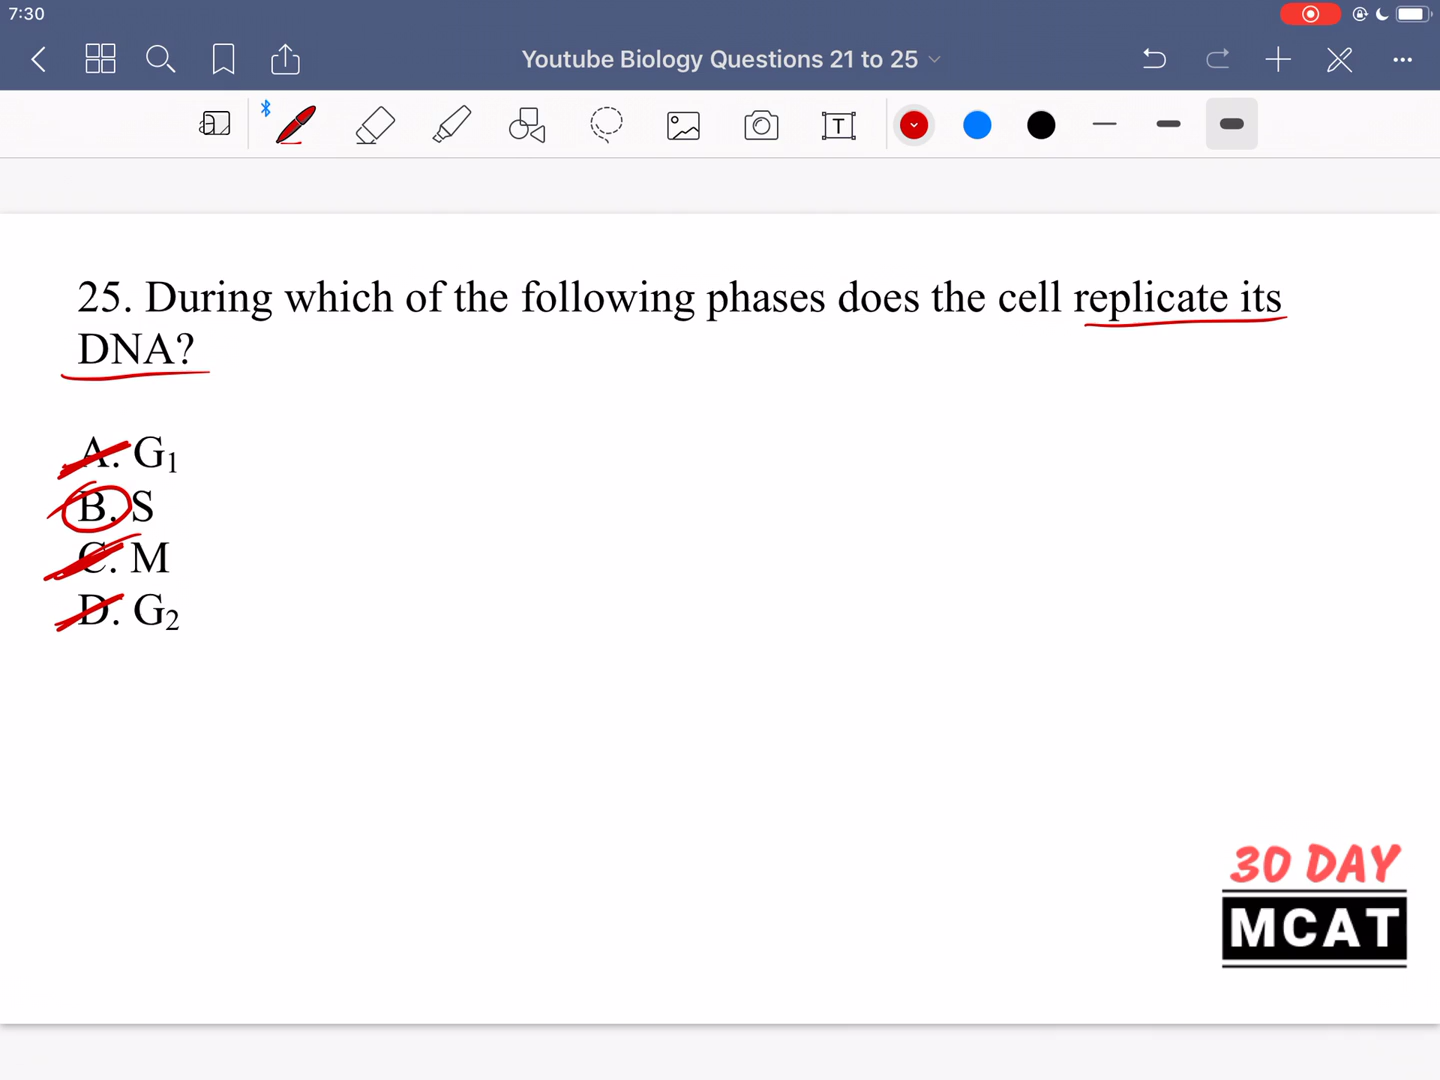 7:30
Youtube Biology Questions 21 to 25
T
25. During which of the following phases does the cell replicate its
DNA?
A. G₁
B. S
C. M
D. G₂
30 DAY
MCAT